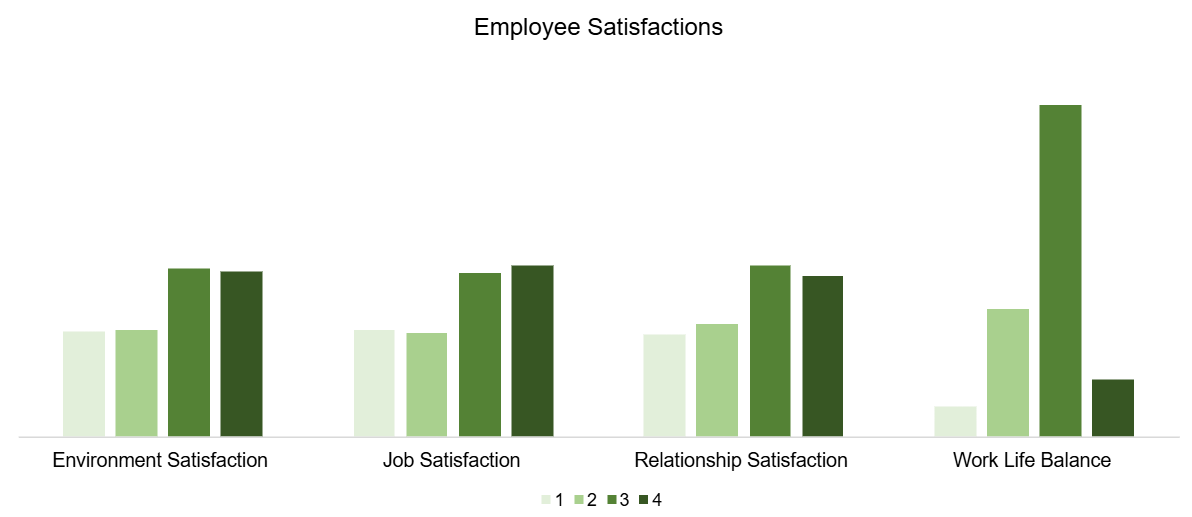 Employee Satisfactions
Environment Satisfaction Job Satisfaction Relationship Satisfaction Work Life Balance
1 2 3 4